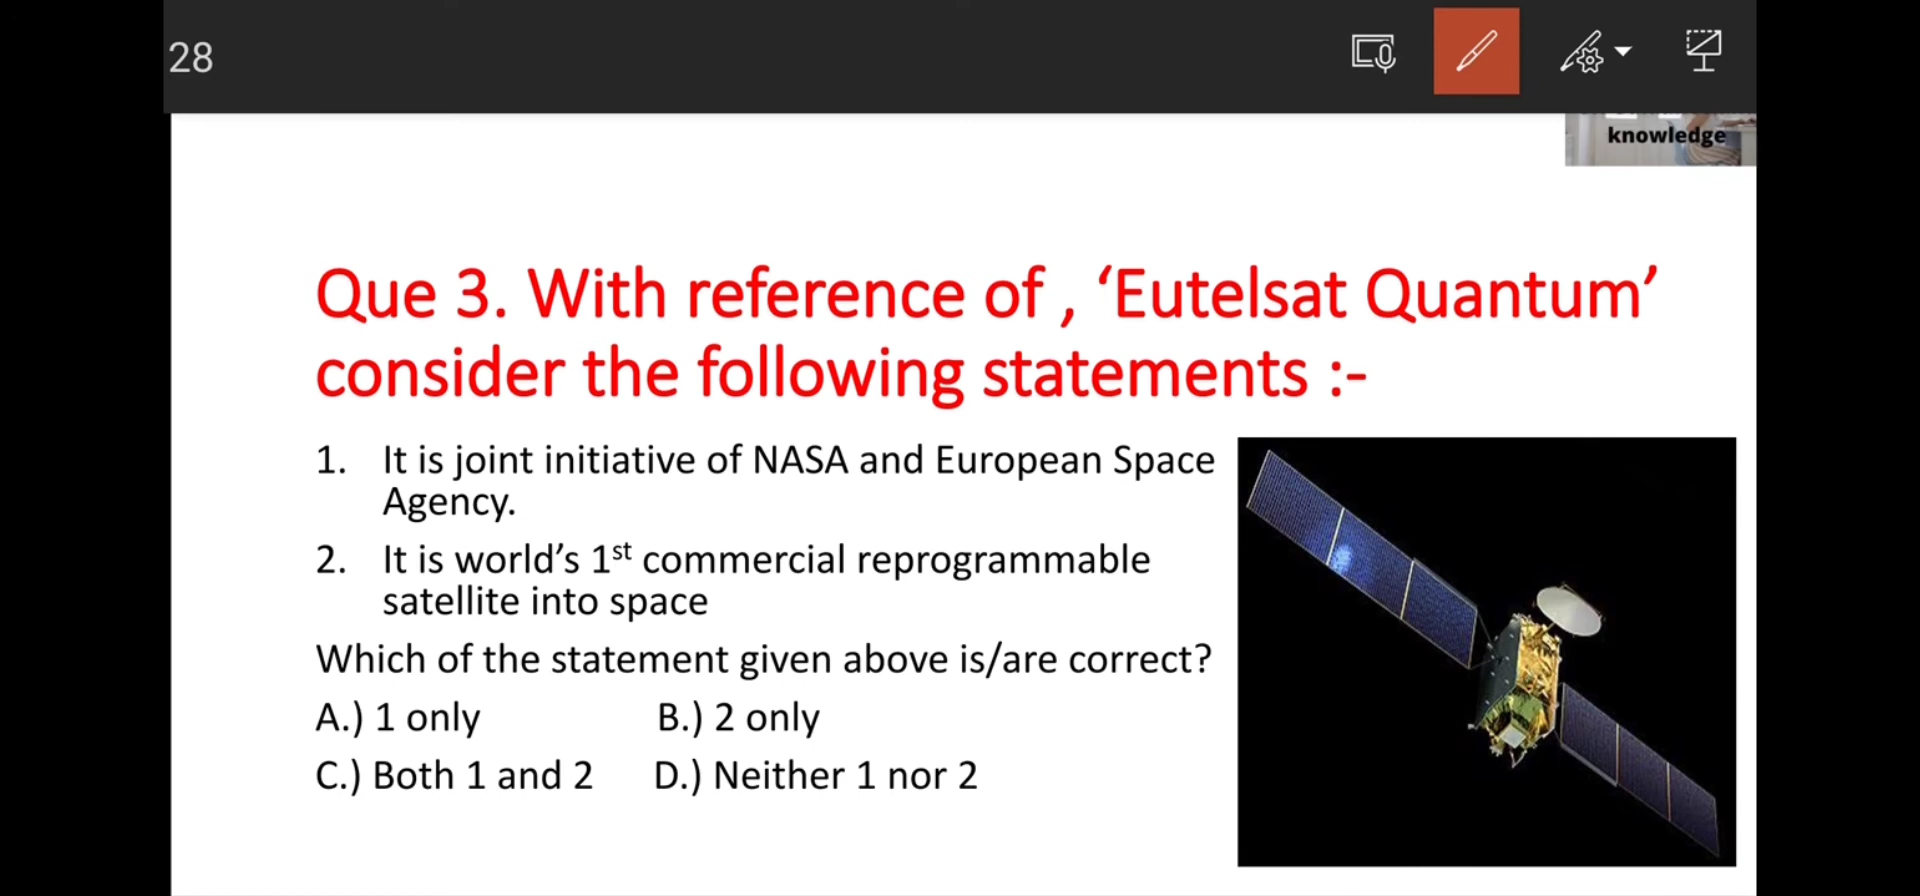 28
knowledge
Que 3. With reference of , ‘Eutelsat Quantum’
consider the following statements :-
1. It is joint initiative of NASA and European Space
Agency.
2. It is world’s 1st commercial reprogrammable
satellite into space
Which of the statement given above is/are correct?
A.) 1 only B.) 2 only
C.) Both 1 and 2 D.) Neither 1 nor 2